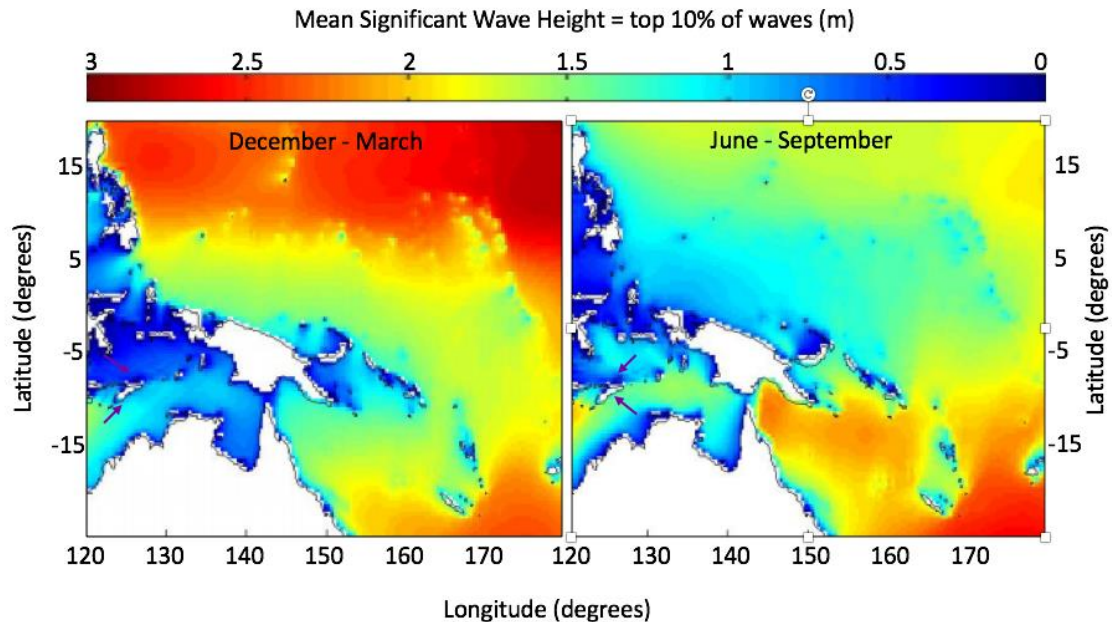 Mean Significant Wave Height = top 10% of waves (m)
3 2.5 2 1.5 1 0.5 0
December - March
June - September
15
5
-5
-15
Latitude (degrees)
15
5
-5
-15
Latitude (degrees)
120 130 140 150 160 170
120 130 140 150 160 170
Longitude (degrees)